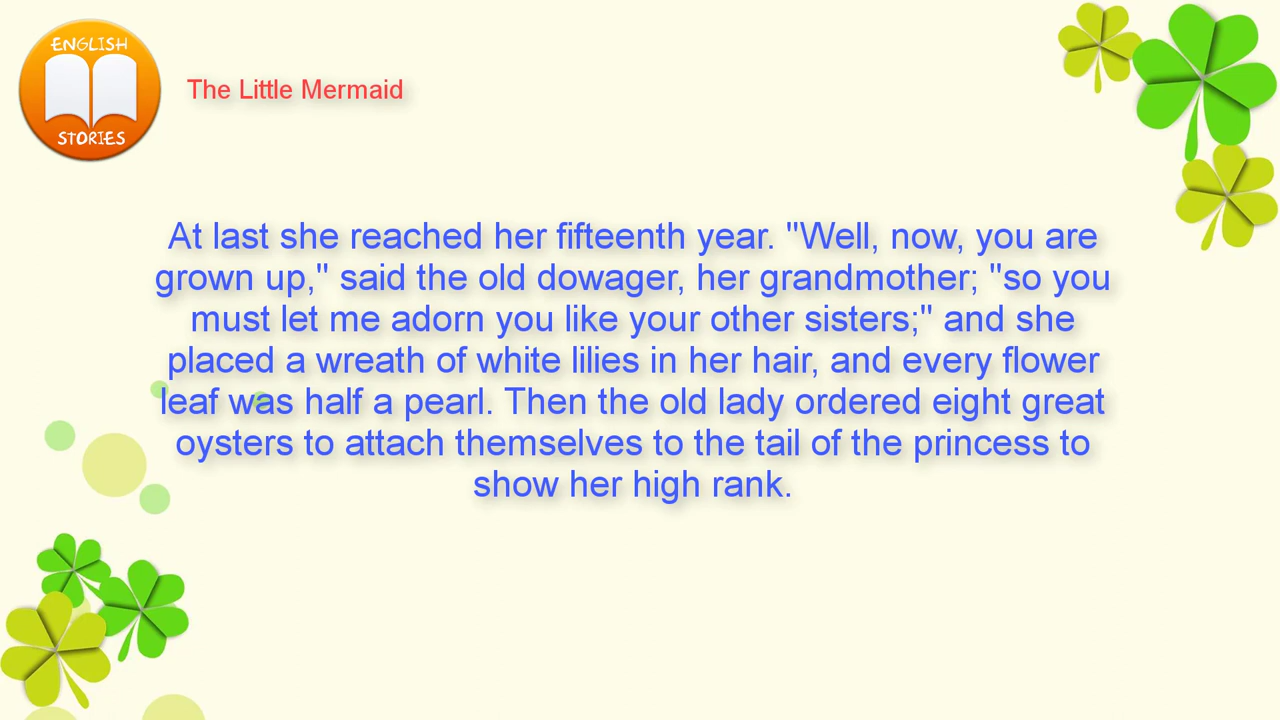 ENGLISH
STORIES
The Little Mermaid
At last she reached her fifteenth year. "Well, now, you are
grown up," said the old dowager, her grandmother; "so you
must let me adorn you like your other sisters;" and she
placed a wreath of white lilies in her hair, and every flower
leaf was half a pearl. Then the old lady ordered eight great
oysters to attach themselves to the tail of the princess to
show her high rank.